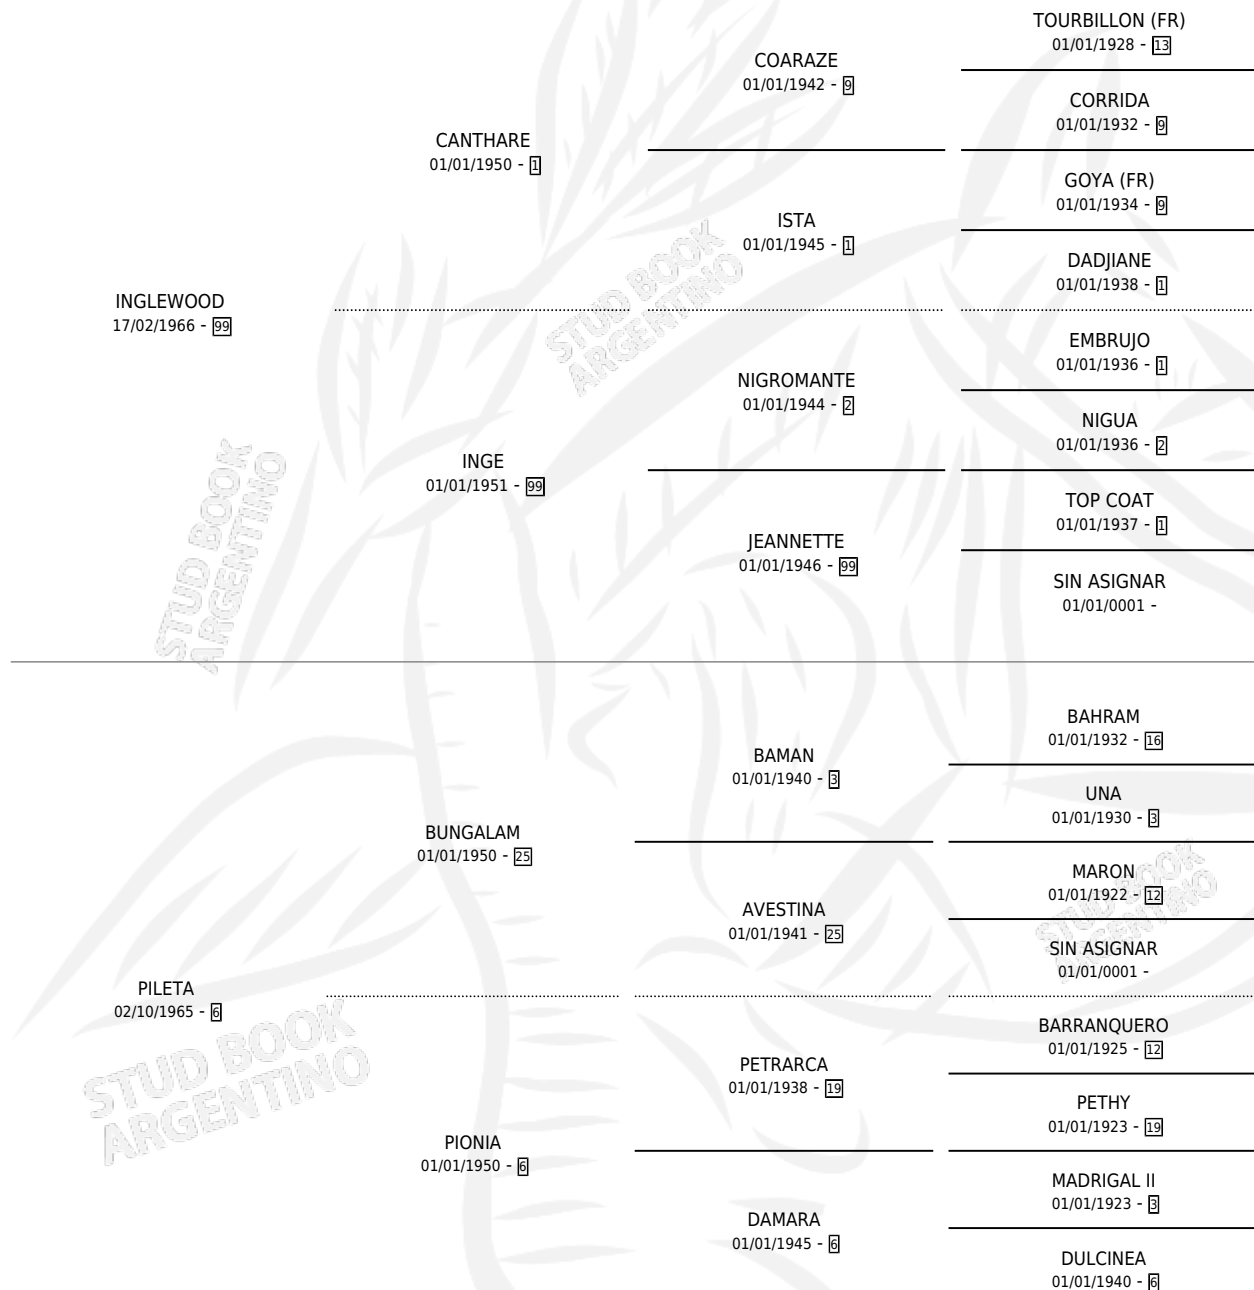 TOURBILLON (FR)
01/01/1928 - 13
COARAZE
01/01/1942 - 9
CORRIDA
01/01/1932 - 9
CANTHARE
01/01/1950 - 1
GOYA (FR)
01/01/1934 - 9
ISTA
01/01/1945 - 1
DADJIANE
01/01/1938 - 1
INGLEWOOD
17/02/1966 - 99
EMBRUJO
01/01/1936 - 1
NIGROMANTE
01/01/1944 - 2
NIGUA
01/01/1936 - 2
INGE
01/01/1951 - 99
TOP COAT
01/01/1937 - 1
JEANNETTE
01/01/1946 - 99
SIN ASIGNAR
01/01/0001 -
BAHRAM
01/01/1932 - 16
BAMAN
01/01/1940 - 3
UNA
01/01/1930 - 3
BUNGALAM
01/01/1950 - 25
MARON
01/01/1922 - 12
AVESTINA
01/01/1941 - 25
SIN ASIGNAR
01/01/0001 -
PILETA
02/10/1965 - 6
BARRANQUERO
01/01/1925 - 12
PETRARCA
01/01/1938 - 19
PETHY
01/01/1923 - 19
PIONIA
01/01/1950 - 6
MADRIGAL II
01/01/1923 - 3
DAMARA
01/01/1945 - 6
DULCINEA
01/01/1940 - 6
STUD BOOK
ARGENTINO
STUD BOOK
ARGENTINO
STUD BOOK
ARGENTINO
STUD BOOK
ARGENTINO